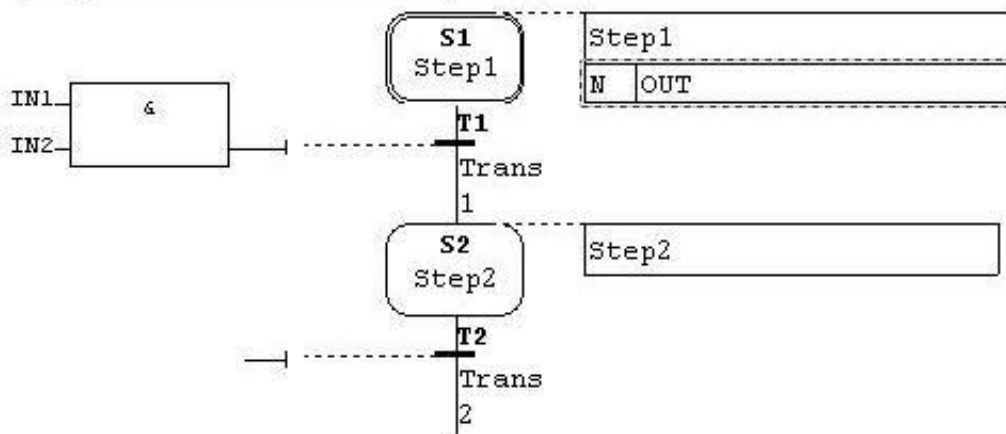 S1
Step1
Step1
N OUT
IN1
&
IN2
T1
Trans
1
S2
Step2
Step2
T2
Trans
2